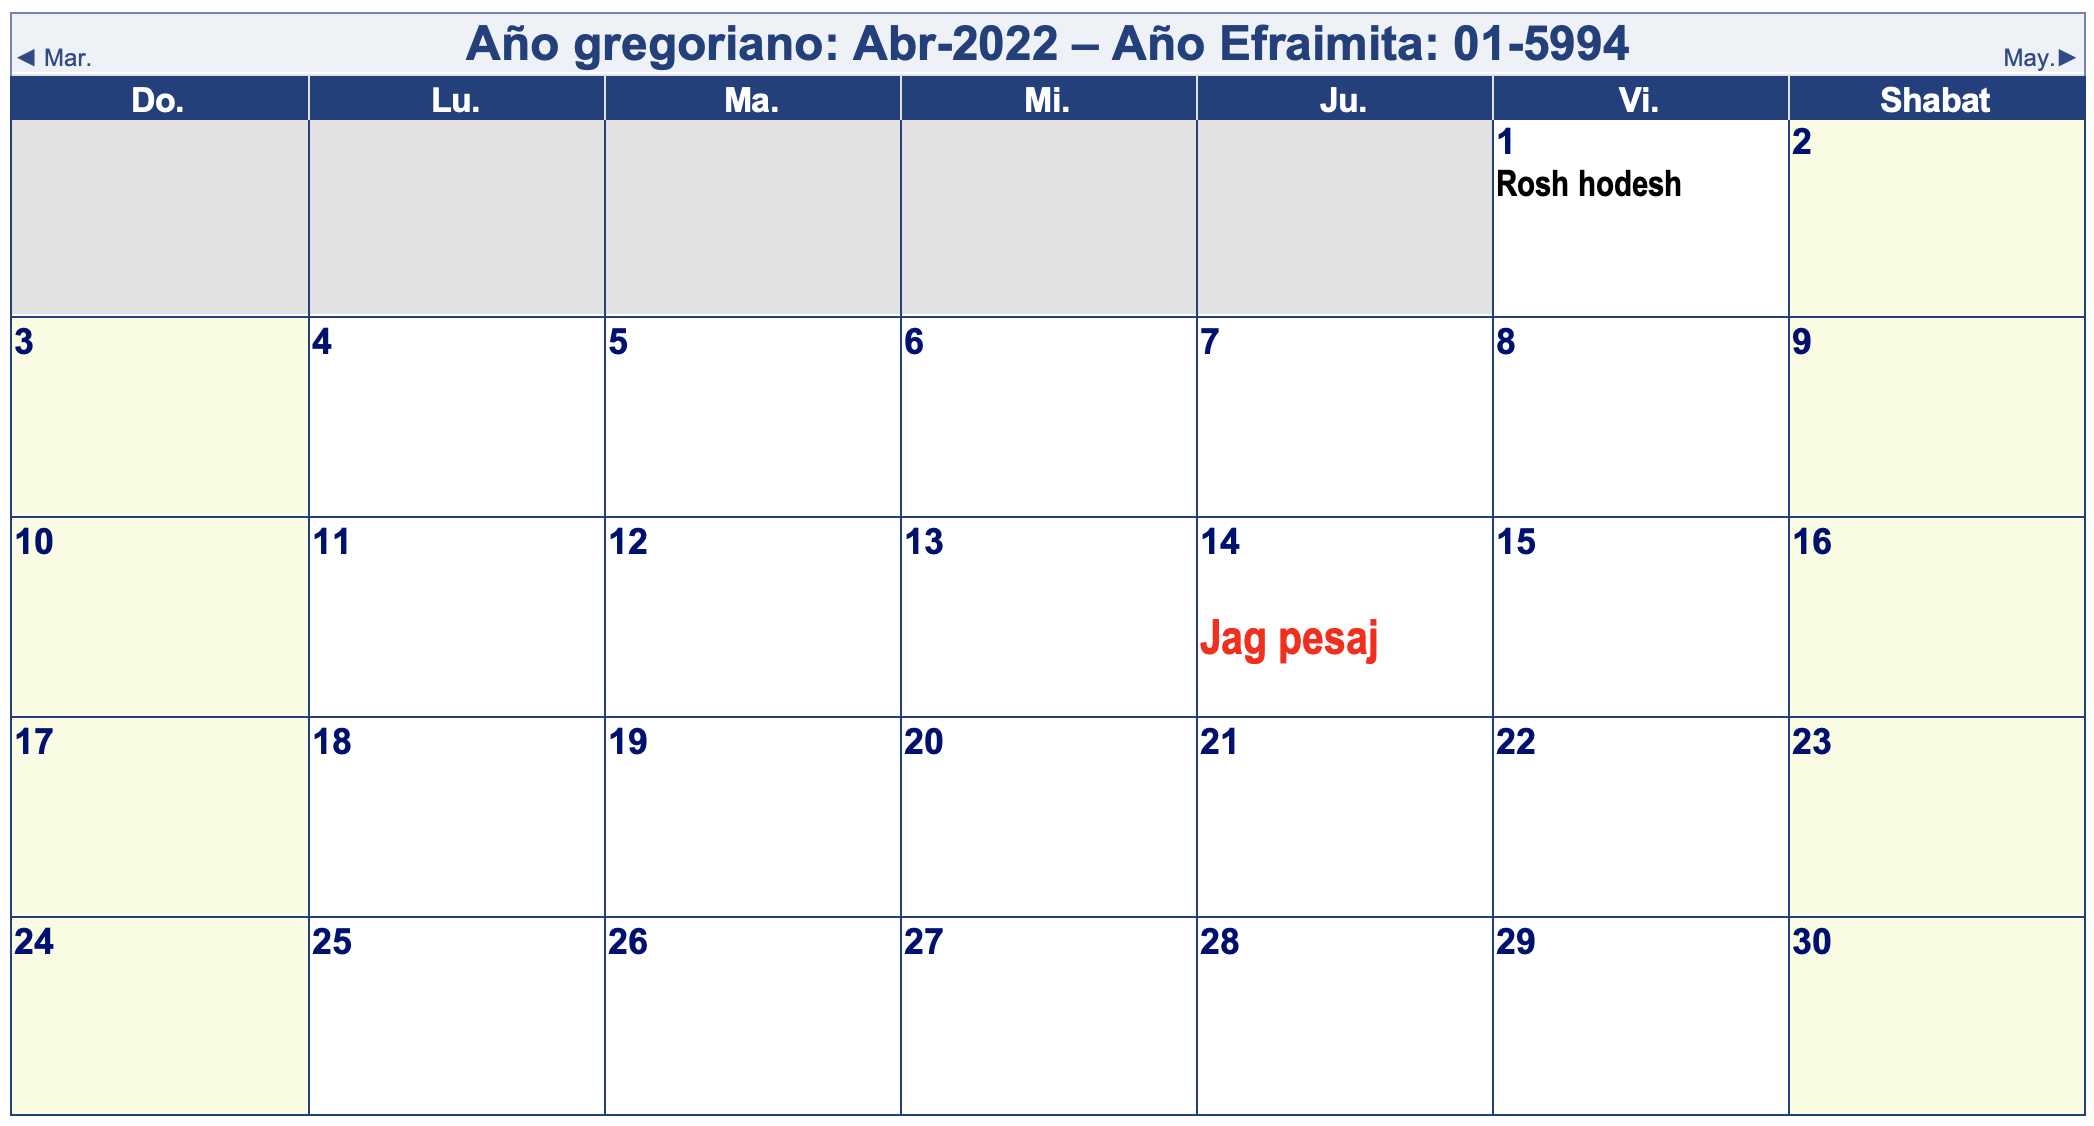 ◄ Mar.
Año gregoriano: Abr-2022 – Año Efraimita: 01-5994
May.►
Do. Lu. Ma. Mi. Ju. Vi. Shabat
1 2
Rosh hodesh
3 4 5 6 7 8 9
10 11 12 13 14 15 16
Jag pesaj
17 18 19 20 21 22 23
24 25 26 27 28 29 30